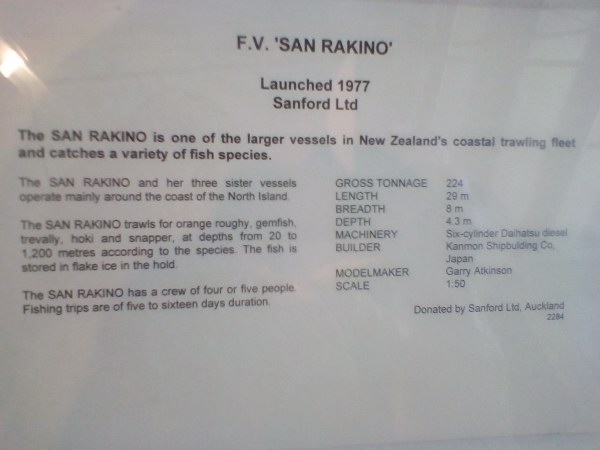 F.V. 'SAN RAKINO'
Launched 1977
Sanford Ltd
The SAN RAKINO is one of the larger vessels in New Zealand's coastal trawling fleet
and catches a variety of fish species.
The SAN RAKINO and her three sister vessels
operate mainly around the coast of the North Island.
The SAN RAKINO trawls for orange roughy, gemfish,
trevally, hoki and snapper, at depths from 20 to
1,200 metres according to the species. The fish is
stored in flake ice in the hold.
The SAN RAKINO has a crew of four or five people.
Fishing trips are of five to sixteen days duration.
GROSS TONNAGE 224
LENGTH 29 m
BREADTH 8 m
DEPTH 4.3 m
MACHINERY Six-cylinder Daihatsu diesel
BUILDER Kanmon Shipbulding Co,
Japan
MODELMAKER Garry Atkinson
SCALE 1:50
Donated by Sanford Ltd, Auckland
2284